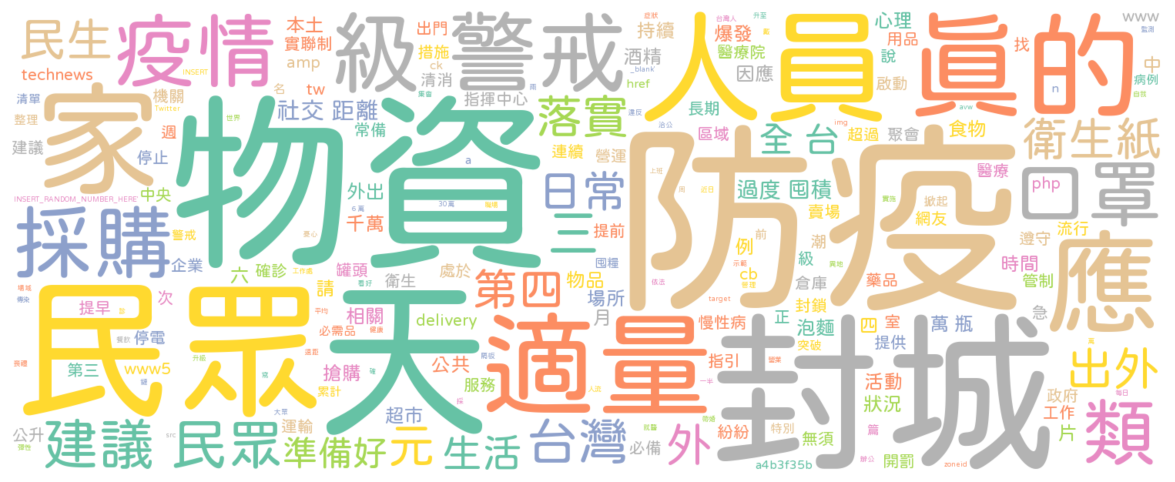 民生
疫情
級
警戒
人員
真的
家
物資
防疫
衛生紙
口罩
採購
日常
三
全 台
落實
應
民眾
天
適量
封城
出外
類
建議
民眾
準備好
元
生活
台灣
外
technews
機關
amp
tw
本土
實聯制
出門
措施
ck
清消
指揮中心
持續
酒精
href
因應
爆發
醫療院
心理
用品
說
啟動
找
www
中
病例
清單
整理
建議
週
停止
社交 距離
常備
連續
營運
長期
區域
超過
聚會
食物
醫療
php
過度 囤積
賣場
網友
掀起
遵守
流行
時間
管制
急
INSERT_RANDOM_NUMBER_HERE
中央
警戒
企業
六
確診
罐頭
衛生
處於
外出
千萬
提前
囤糧
物品
第四
場所
月
例
前
潮
級
cb
倉庫
藥品
封鎖
正
泡麵
突破
四
室
提供
萬 瓶
慢性病
指引
提早
次
停電
請
相關
必需品
delivery
第三
www5
搶購
累計
公共
服務
超市
公升
運輸
必備
紛紛
特別
無須
活動
狀況
篇
開罰
政府
工作
片
a4b3f35b
zoneid
src
target
INSERT
Twitter
_blank
img
30萬
6 萬
n
a
世界
名
台灣人